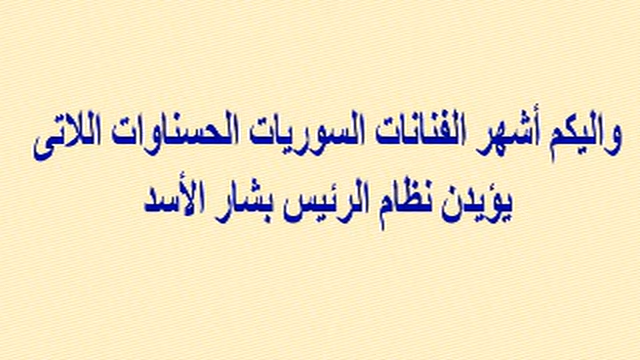 واليكم أشهر الفنانات السوريات الحسناوات اللاتى
يؤيدن نظام الرئيس بشار الأسد